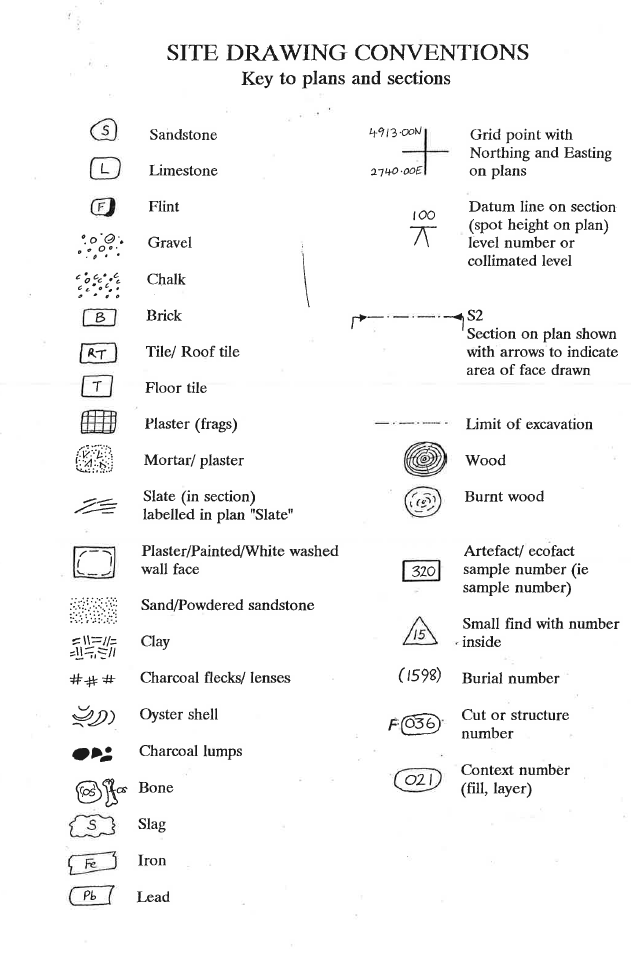 SITE DRAWING CONVENTIONS
Key to plans and sections
S Sandstone
L Limestone
F Flint
Gravel
Chalk
B Brick
RT Tile/ Roof tile
T Floor tile
Plaster (frags)
Mortar/ plaster
Slate (in section)
labelled in plan "Slate"
Plaster/Painted/White washed
wall face
Sand/Powdered sandstone
Clay
Charcoal flecks/ lenses
Oyster shell
Charcoal lumps
Bone
S Slag
Fe Iron
Pb Lead
4913.00N
2740.00E
Grid point with
Northing and Easting
on plans
100
Datum line on section
(spot height on plan)
level number or
collimated level
S2
Section on plan shown
with arrows to indicate
area of face drawn
Limit of excavation
Wood
Burnt wood
320
Artefact/ ecofact
sample number (ie
sample number)
15
Small find with number
inside
(1598) Burial number
F 036
Cut or structure
number
021
Context number
(fill, layer)